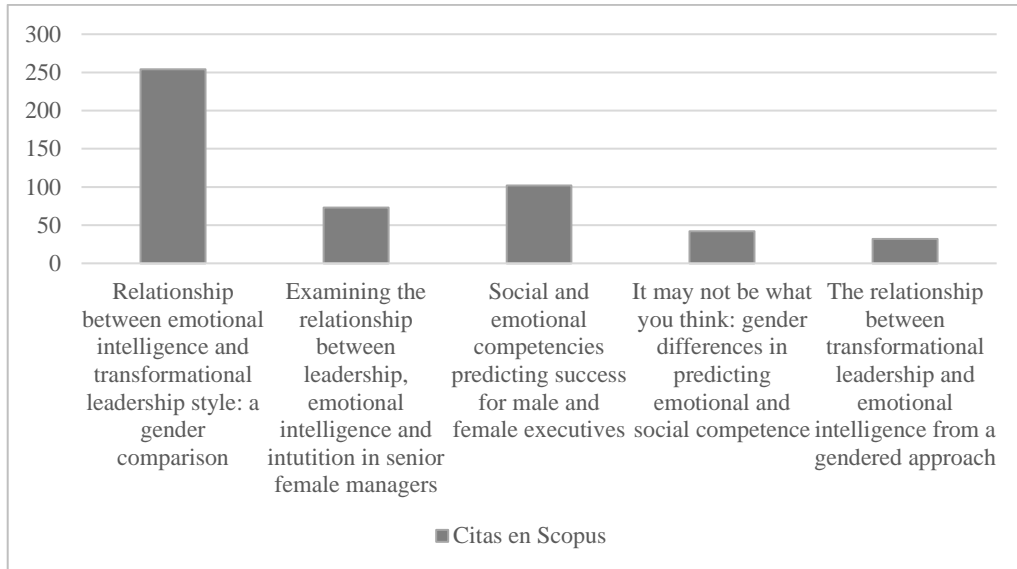 300
250
200
150
100
50
0
Relationship
between emotional
intelligence and
transformational
leadership style: a
gender
comparison
Examining the
relationship
between
leadership,
emotional
intelligence and
intutition in senior
female managers
Social and
emotional
competencies
predicting success
for male and
female executives
It may not be what
you think: gender
differences in
predicting
emotional and
social competence
The relationship
between
transformational
leadership and
emotional
intelligence from a
gendered approach
Citas en Scopus